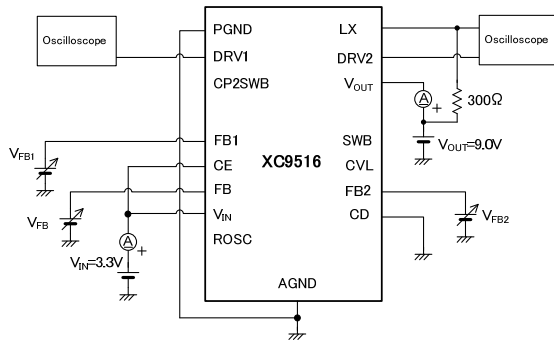 Oscilloscope
PGND
DRV1
CP2SWB
FB1
CE
FB
VIN
ROSC
XC9516
AGND
LX
DRV2
VOUT
SWB
CVL
FB2
CD
Oscilloscope
A
+
300Ω
VOUT=9.0V
VFB1
VFB
A
+
VIN=3.3V
VFB2